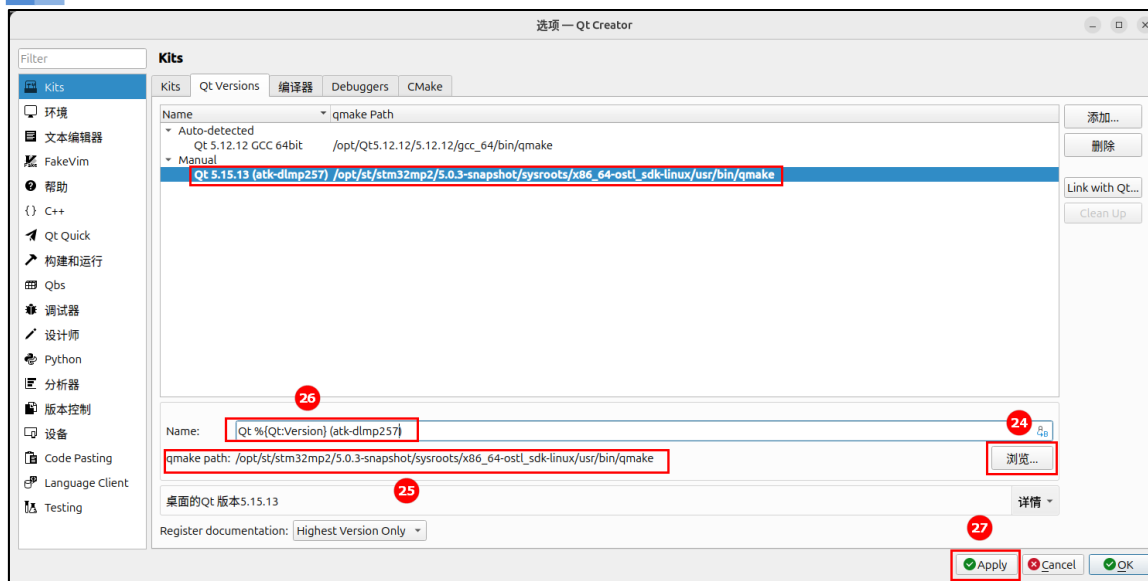 选项 — Qt Creator
Filter
Kits
Kits
环境
文本编辑器
FakeVim
帮助
{} C++
Qt Quick
构建和运行
Qbs
调试器
设计师
Python
分析器
版本控制
设备
Code Pasting
Language Client
Testing
Kits Qt Versions 编译器 Debuggers CMake
Name qmake Path
Auto-detected
Qt 5.12.12 GCC 64bit /opt/Qt5.12.12/5.12.12/gcc_64/bin/qmake
Manual
Qt 5.15.13 (atk-dlmp257) /opt/st/stm32mp2/5.0.3-snapshot/sysroots/x86_64-ostl_sdk-linux/usr/bin/qmake
添加...
删除
Link with Qt...
Clean Up
26
Name: Qt %{Qt:Version} (atk-dlmp257)
24
qmake path: /opt/st/stm32mp2/5.0.3-snapshot/sysroots/x86_64-ostl_sdk-linux/usr/bin/qmake
浏览...
25
桌面的Qt 版本5.15.13
详情
Register documentation: Highest Version Only
27
Apply Cancel OK